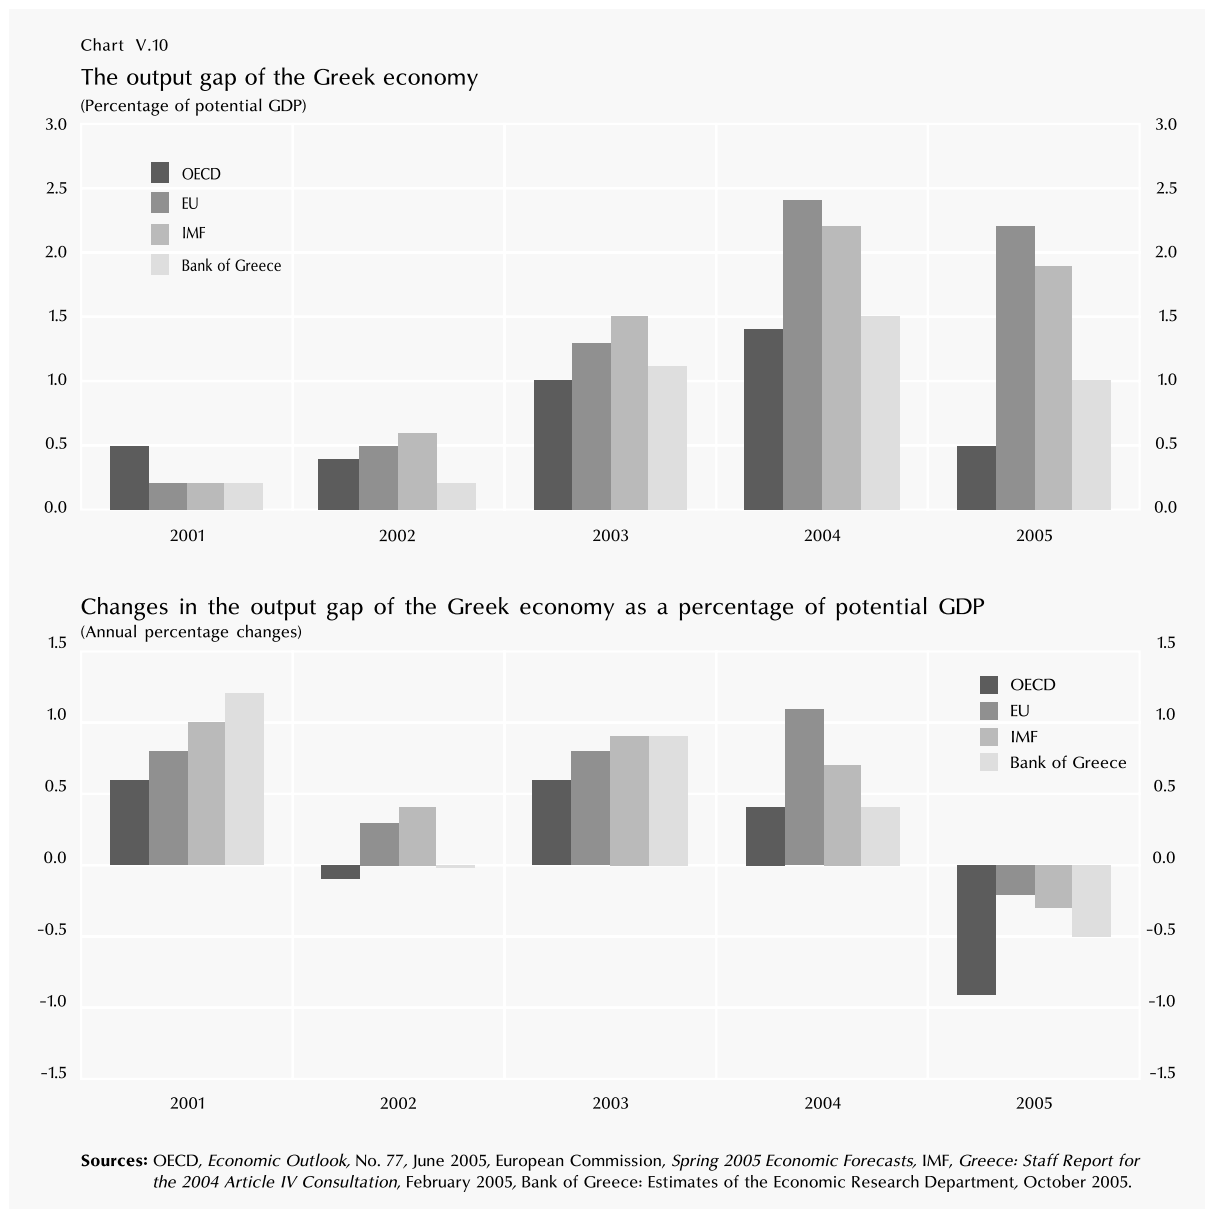 Chart V.10
The output gap of the Greek economy
(Percentage of potential GDP)
3.0 3.0
OECD
2.5 2.5
EU
IMF
2.0 2.0
Bank of Greece
1.5 1.5
1.0 1.0
0.5 0.5
0.0 0.0
2001 2002 2003 2004 2005
Changes in the output gap of the Greek economy as a percentage of potential GDP
(Annual percentage changes)
1.5 1.5
OECD
1.0 EU 1.0
IMF
Bank of Greece
0.5 0.5
0.0 0.0
–0.5 –0.5
–1.0 –1.0
–1.5 –1.5
2001 2002 2003 2004 2005
Sources: OECD, Economic Outlook, No. 77, June 2005, European Commission, Spring 2005 Economic Forecasts, IMF, Greece: Staff Report for
the 2004 Article IV Consultation, February 2005, Bank of Greece: Estimates of the Economic Research Department, October 2005.